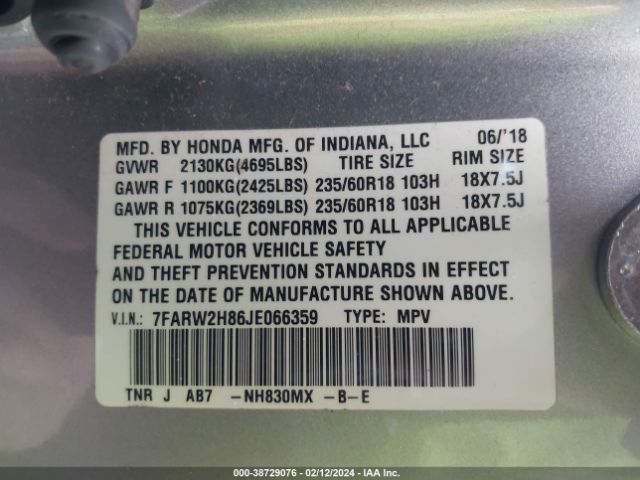 MFD. BY HONDA MFG. OF INDIANA, LLC 06/'18
GVWR 2130KG(4695LBS) TIRE SIZE RIM SIZE
GAWR F 1100KG(2425LBS) 235/60R18 103H 18X7.5J
GAWR R 1075KG(2369LBS) 235/60R18 103H 18X7.5J
THIS VEHICLE CONFORMS TO ALL APPLICABLE
FEDERAL MOTOR VEHICLE SAFETY
AND THEFT PREVENTION STANDARDS IN EFFECT
ON THE DATE OF MANUFACTURE SHOWN ABOVE.
V.I.N.: 7FARW2H86JE066359 TYPE: MPV
TNR J AB7 -NH830MX -B-E
000-38729076 - 02/12/2024 - IAA Inc.